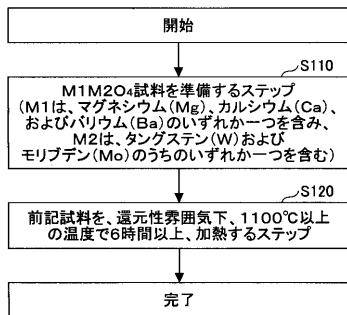 開始
S110
M1M2O₄試料を準備するステップ
(M1は、マグネシウム(Mg)、カルシウム(Ca)、
およびバリウム(Ba)のいずれか一つを含み、
M2は、タングステン(W)および
モリブデン(Mo)のうちのいずれか一つを含む)
S120
前記試料を、還元性雰囲気下、1100℃以上
の温度で6時間以上、加熱するステップ
完了